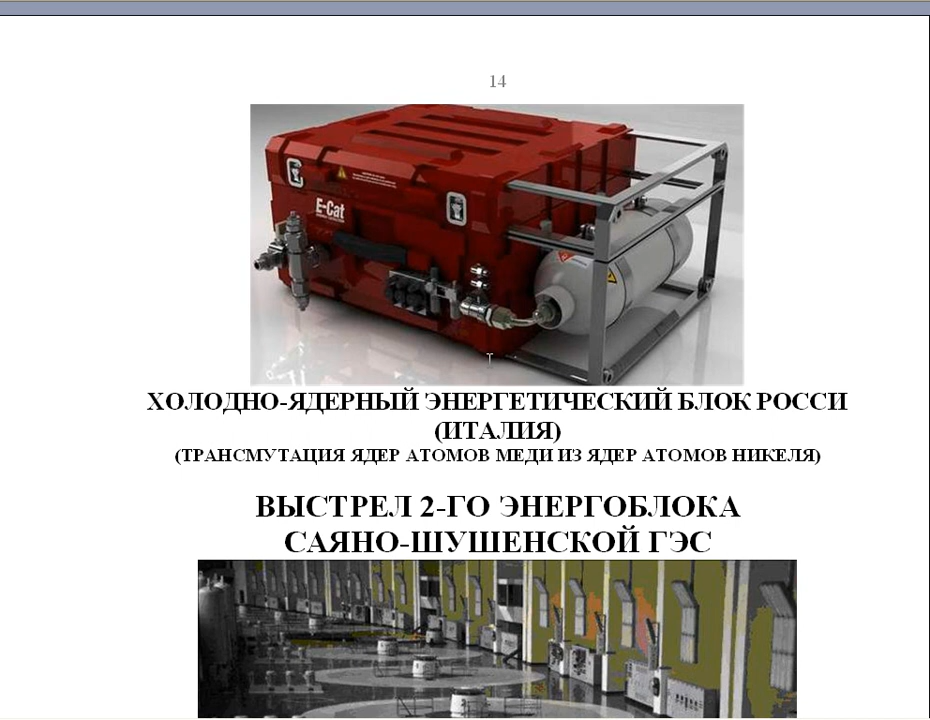 14
E-Cat
ХОЛОДНО-ЯДЕРНЫЙ ЭНЕРГЕТИЧЕСКИЙ БЛОК РОССИ
(ИТАЛИЯ)
(ТРАНСМУТАЦИЯ ЯДЕР АТОМОВ МЕДИ ИЗ ЯДЕР АТОМОВ НИКЕЛЯ)
ВЫСТРЕЛ 2-ГО ЭНЕРГОБЛОКА
САЯНО-ШУШЕНСКОЙ ГЭС